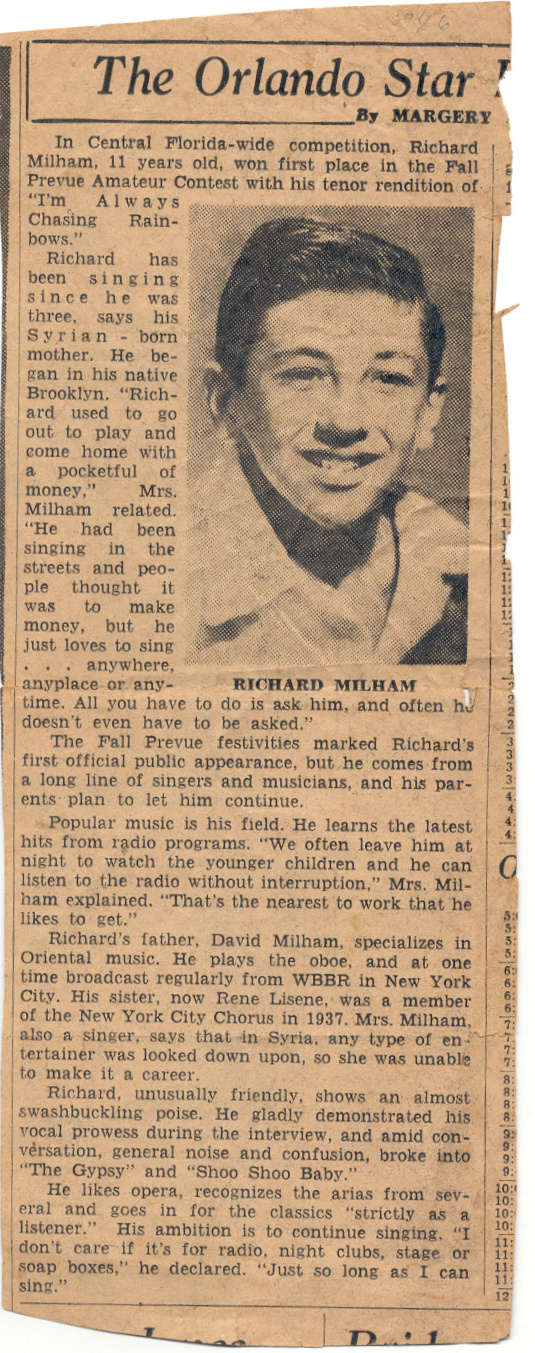 1946
The Orlando Star
By MARGERY
In Central Florida-wide competition, Richard
Milham, 11 years old, won first place in the Fall
Prevue Amateur Contest with his tenor rendition of
"I'm Always
Chasing Rain-
bows."
Richard has
been singing
since he was
three, says his
Syrian - born
mother. He be-
gan in his native
Brooklyn. "Rich-
ard used to go
out to play and
come home with
a pocketful of
money," Mrs.
Milham related.
"He had been
singing in the
streets and peo-
ple thought it
was to make
money, but he
just loves to sing
. . . anywhere,
anyplace or any-
RICHARD MILHAM
time. All you have to do is ask him, and often he
doesn't even have to be asked."
The Fall Prevue festivities marked Richard's
first official public appearance, but he comes from
a long line of singers and musicians, and his par-
ents plan to let him continue.
Popular music is his field. He learns the latest
hits from radio programs. "We often leave him at
night to watch the younger children and he can
listen to the radio without interruption," Mrs. Mil-
ham explained. "That's the nearest to work that he
likes to get."
Richard's father, David Milham, specializes in
Oriental music. He plays the oboe, and at one
time broadcast regularly from WBBR in New York
City. His sister, now Rene Lisene, was a member
of the New York City Chorus in 1937. Mrs. Milham,
also a singer, says that in Syria, any type of en-
tertainer was looked down upon, so she was unable
to make it a career.
Richard, unusually friendly, shows an almost
swashbuckling poise. He gladly demonstrated his
vocal prowess during the interview, and amid con-
versation, general noise and confusion, broke into
"The Gypsy" and "Shoo Shoo Baby."
He likes opera, recognizes the arias from sev-
eral and goes in for the classics "strictly as a
listener." His ambition is to continue singing. "I
don't care if it's for radio, night clubs, stage or
soap boxes," he declared. "Just so long as I can
sing."